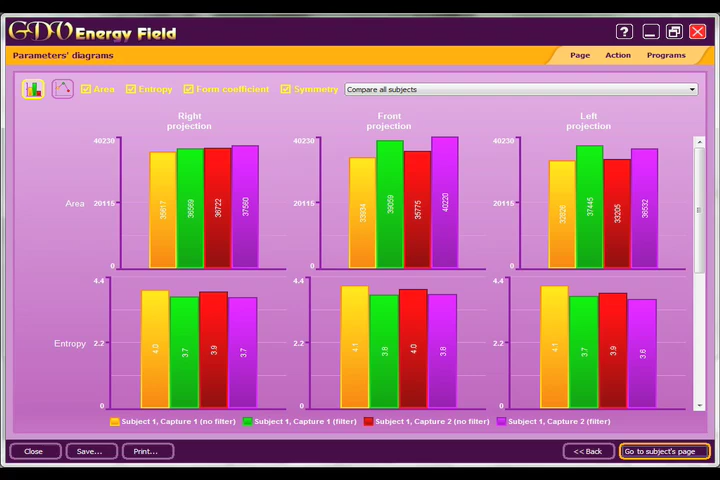 GDV Energy Field
?
Parameters' diagrams
Page Action Programs
Area Entropy Form coefficient Symmetry Compare all subjects
Right projection
Front projection
Left projection
Area
40230
20115
0
35617 36569 36722 37560
40230
20115
0
33934 39059 35775 40220
40230
20115
0
32828 37445 33205 36532
Entropy
4.4
2.2
0
4.0 3.7 3.9 3.7
4.4
2.2
0
4.1 3.8 4.0 3.8
4.4
2.2
0
4.1 3.7 3.9 3.6
Subject 1, Capture 1 (no filter) Subject 1, Capture 1 (filter) Subject 1, Capture 2 (no filter) Subject 1, Capture 2 (filter)
Close Save... Print... << Back Go to subject's page